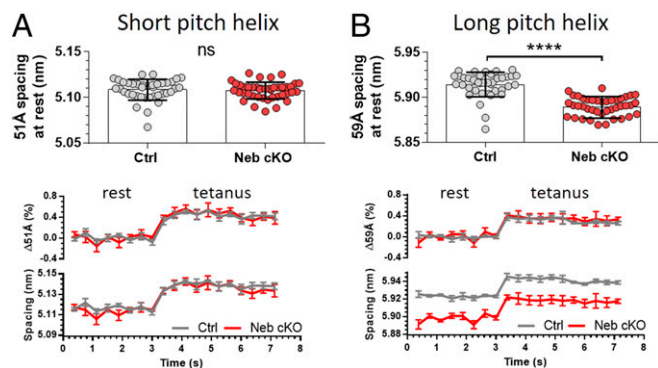 A Short pitch helix
51Å spacing
at rest (nm)
5.15
5.10
5.05
ns
Ctrl
Neb cKO
rest
tetanus
Δ51Å (%)
0.8
0.4
0.0
-0.4
Spacing (nm)
5.15
5.13
5.11
5.09
Ctrl
Neb cKO
0 1 2 3 4 5 6 7 8
Time (s)
B Long pitch helix
59Å spacing
at rest (nm)
5.95
5.90
5.85
****
Ctrl
Neb cKO
rest
tetanus
Δ59Å (%)
0.8
0.4
0.0
-0.4
Spacing (nm)
5.94
5.92
5.90
5.88
Ctrl
Neb cKO
0 1 2 3 4 5 6 7 8
Time (s)